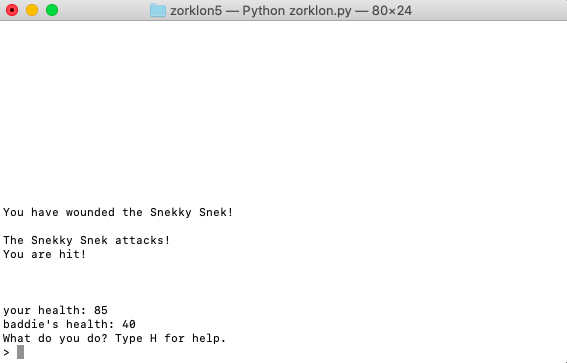 zorklon5 — Python zorklon.py — 80×24
You have wounded the Snekky Snek!
The Snekky Snek attacks!
You are hit!
your health: 85
baddie's health: 40
What do you do? Type H for help.
>